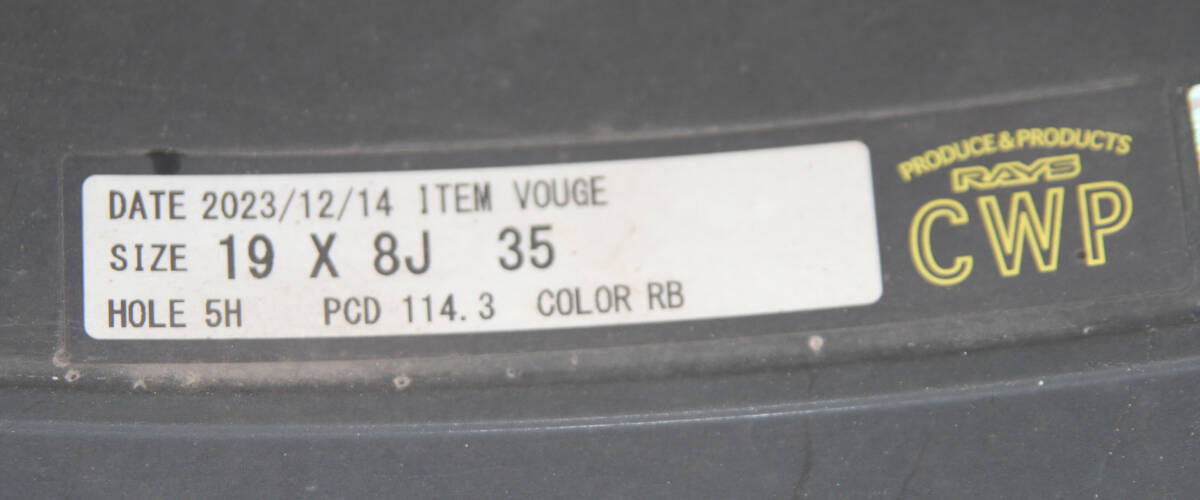 DATE 2023/12/14 ITEM VOUGE
SIZE 19 X 8J 35
HOLE 5H PCD 114.3 COLOR RB
PRODUCE & PRODUCTS
RAYS
CWP